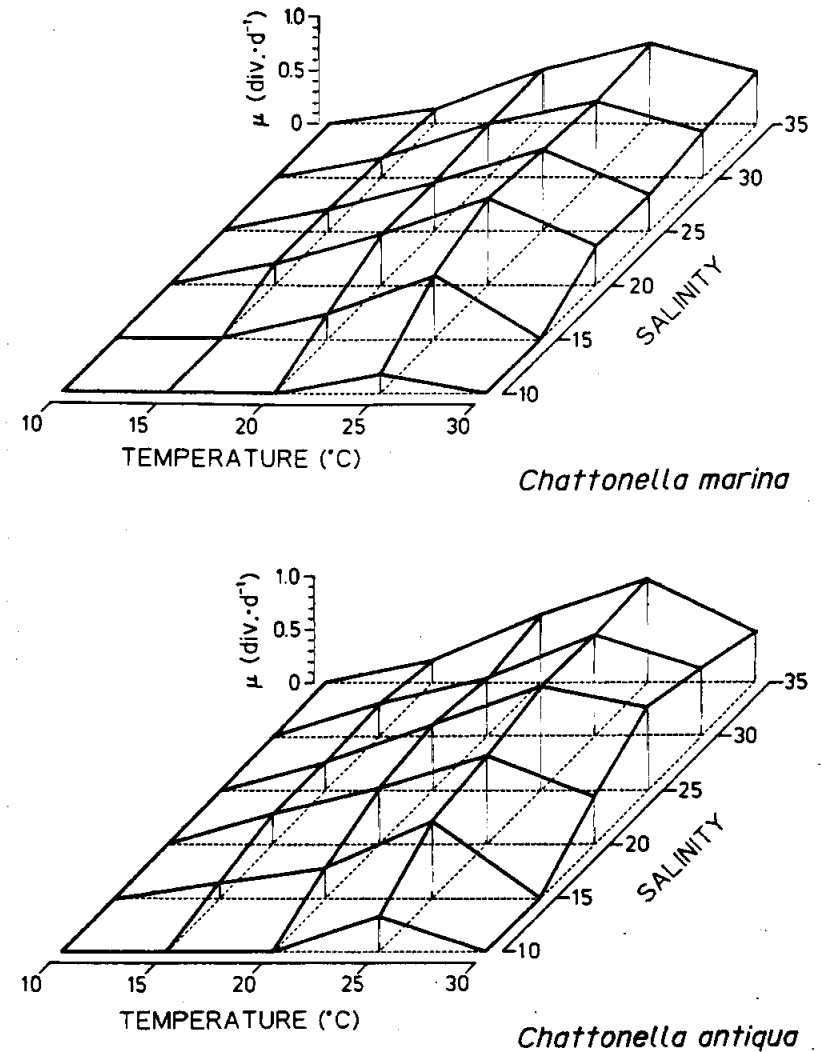 μ (div.·d⁻¹)
1.0
0.5
0
35
30
25
20
15
10
SALINITY
10 15 20 25 30
TEMPERATURE (°C)
Chattonella marina
μ (div.·d⁻¹)
1.0
0.5
0
35
30
25
20
15
10
SALINITY
10 15 20 25 30
TEMPERATURE (°C)
Chattonella antiqua